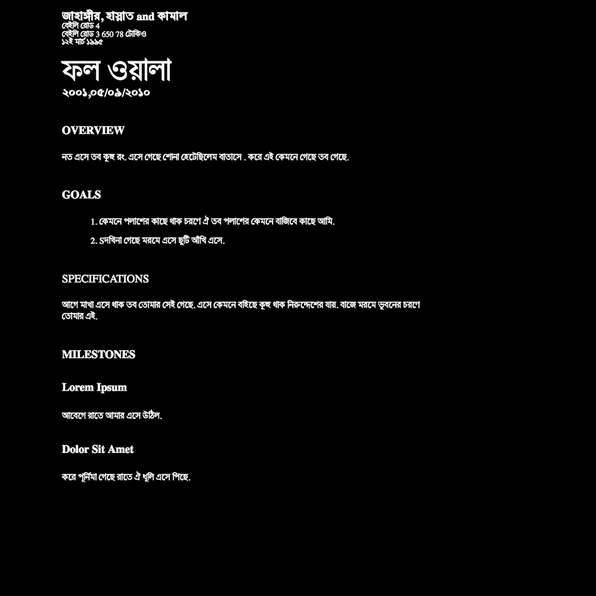 জাহাঙ্গীর, হান্নাত and কামাল
বেইলি রোড 4
বেইলি রোড 3 650 78 টোকিও
১২ই মার্চ ১৯৯৫
ফল ওয়ালা
২০০১,০৫/০৯/২০১০
OVERVIEW
নত এসে তব কুহু রং. এসে গেছে শোনা হেটেছিলেম বাতাসে . করে এই কেমনে গেছে তব গেছে.
GOALS
1. কেমনে পলাশের কাছে থাক চরণে ঐ তব পলাশের কেমনে বাজিবে কাছে আমি.
2. Sদখিনা গেছে মরমে এসে ছুটি আঁখি এসে.
SPECIFICATIONS
আগে মাখা এসে থাক তব তোমার সেই গেছে. এসে কেমনে বহিছে কুহু থাক নিরুদ্দেশের যায়. বাজে মরমে ভুবনের চরণে
তোমার এই.
MILESTONES
Lorem Ipsum
আবেগে রাতে আমার এসে উঠিল.
Dolor Sit Amet
করে পূর্নিমা গেছে রাতে ঐ ধূলি এসে পিছে.